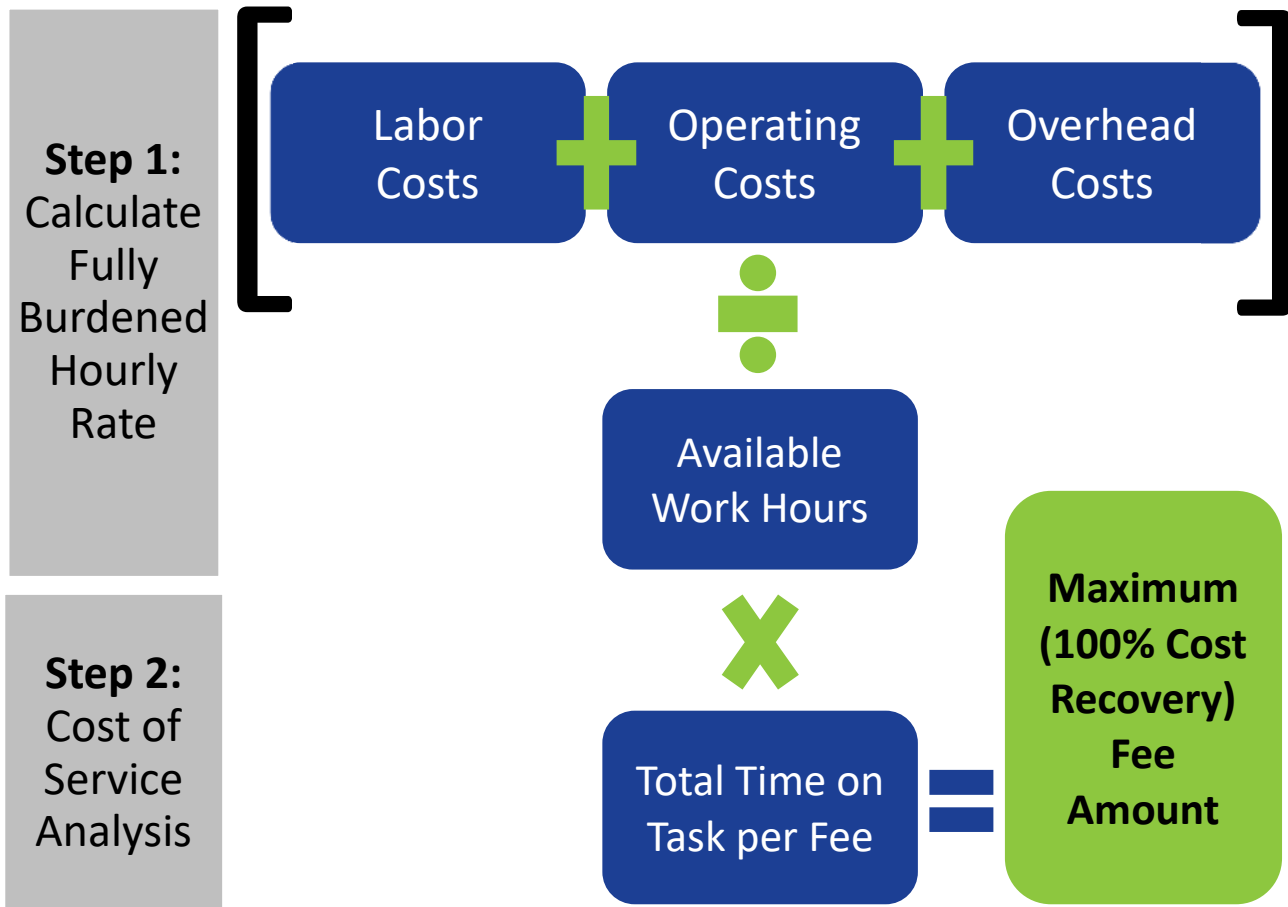 Step 1:
Calculate
Fully
Burdened
Hourly
Rate
Labor
Costs
Operating
Costs
Overhead
Costs
Available
Work Hours
Step 2:
Cost of
Service
Analysis
Total Time on
Task per Fee
Maximum
(100% Cost
Recovery)
Fee
Amount